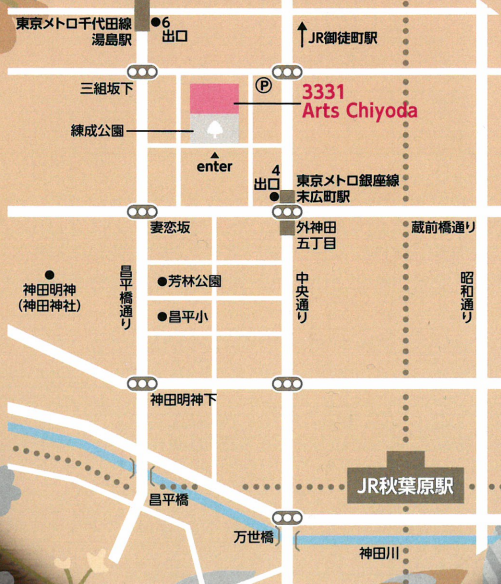 東京メトロ千代田線
湯島駅
6
出口
JR御徒町駅
三組坂下
P
3331
Arts Chiyoda
練成公園
enter
4
出口
東京メトロ銀座線
末広町駅
妻恋坂
外神田
五丁目
蔵前橋通り
神田明神
(神田神社)
昌平橋通り
芳林公園
昌平小
中央通り
昭和通り
神田明神下
JR秋葉原駅
昌平橋
万世橋
神田川